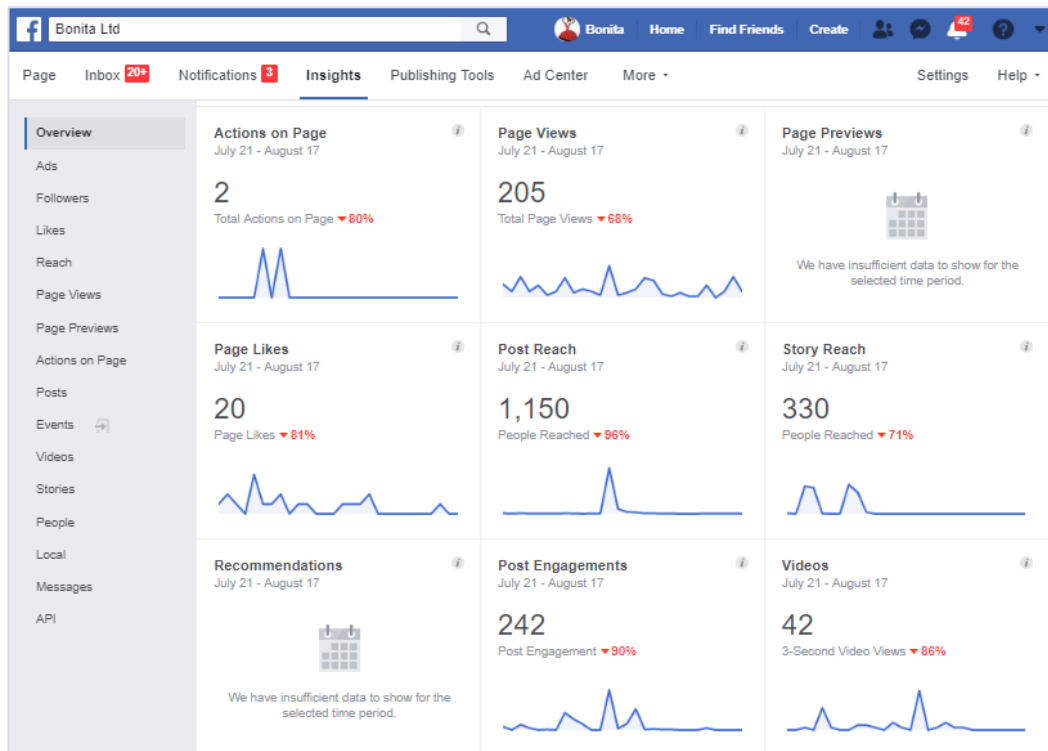 f Bonita Ltd Bonita Home Find Friends Create 42 ?
Page Inbox 20+ Notifications 3 Insights Publishing Tools Ad Center More Settings Help
Overview
Ads
Followers
Likes
Reach
Page Views
Page Previews
Actions on Page
Posts
Events
Videos
Stories
People
Local
Messages
API
Actions on Page i
July 21 - August 17
2
Total Actions on Page 80%
Page Views i
July 21 - August 17
205
Total Page Views 68%
Page Previews i
July 21 - August 17
We have insufficient data to show for the
selected time period.
Page Likes i
July 21 - August 17
20
Page Likes 81%
Post Reach i
July 21 - August 17
1,150
People Reached 96%
Story Reach i
July 21 - August 17
330
People Reached 71%
Recommendations i
July 21 - August 17
We have insufficient data to show for the
selected time period.
Post Engagements i
July 21 - August 17
242
Post Engagement 90%
Videos i
July 21 - August 17
42
3-Second Video Views 86%